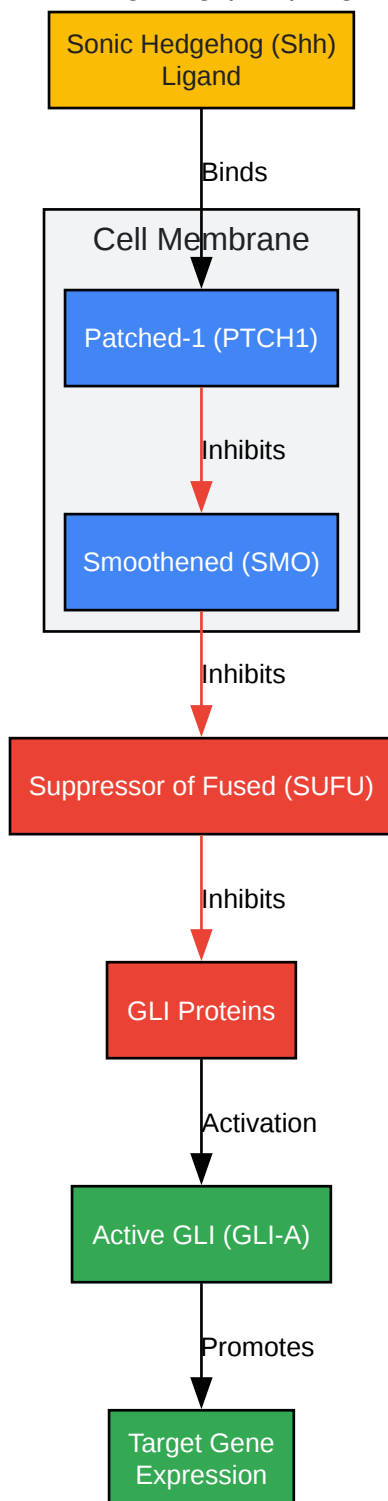 Sonic Hedgehog (Shh)
Ligand
Binds
Cell Membrane
Patched-1 (PTCH1)
Inhibits
Smoothened (SMO)
Inhibits
Suppressor of Fused (SUFU)
Inhibits
GLI Proteins
Activation
Active GLI (GLI-A)
Promotes
Target Gene
Expression